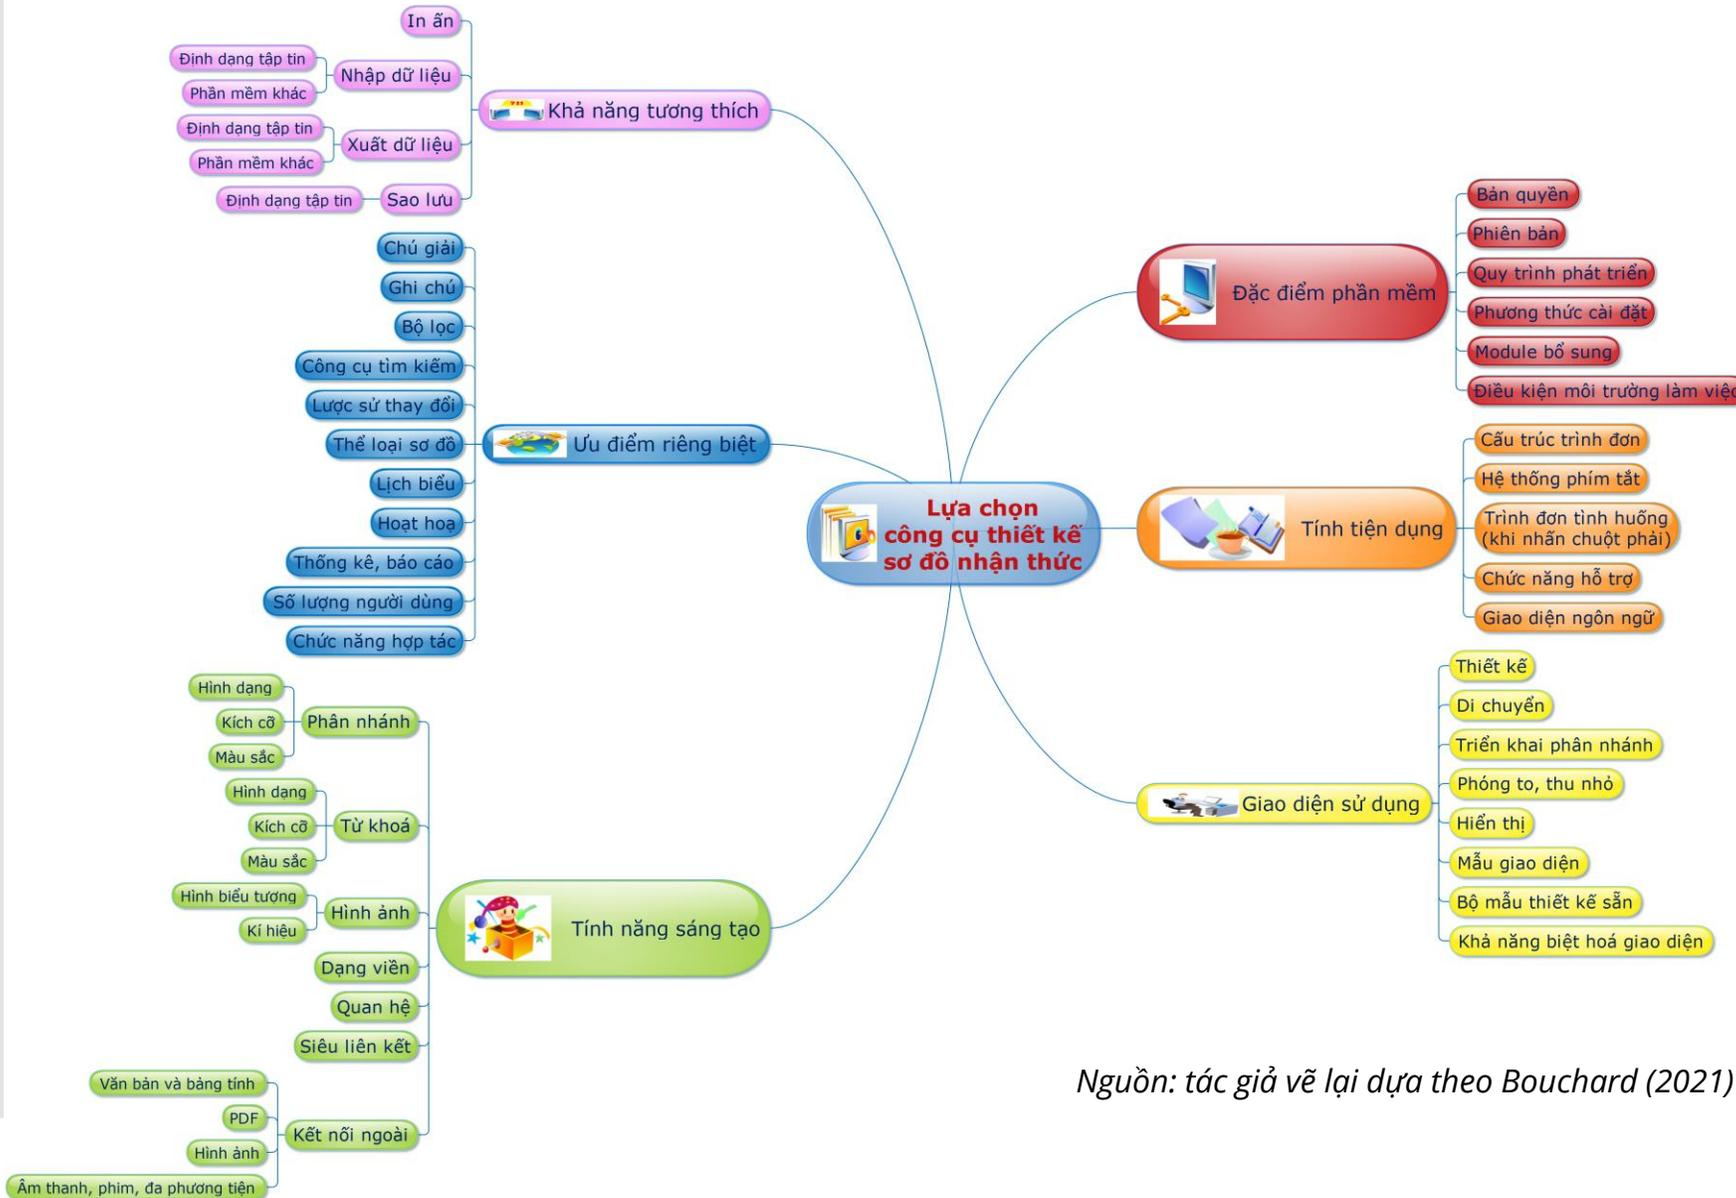 In ấn
Định dạng tập tin
Nhập dữ liệu
Phần mềm khác
Khả năng tương thích
Định dạng tập tin
Xuất dữ liệu
Phần mềm khác
Định dạng tập tin
Sao lưu
Chú giải
Ghi chú
Bộ lọc
Công cụ tìm kiếm
Lược sử thay đổi
Thể loại sơ đồ
Ưu điểm riêng biệt
Lịch biểu
Hoạt hoạ
Thống kê, báo cáo
Số lượng người dùng
Chức năng hợp tác
Hình dạng
Kích cỡ
Phân nhánh
Màu sắc
Hình dạng
Kích cỡ
Từ khoá
Màu sắc
Hình biểu tượng
Hình ảnh
Kí hiệu
Tính năng sáng tạo
Dạng viền
Quan hệ
Siêu liên kết
Văn bản và bảng tính
PDF
Kết nối ngoài
Hình ảnh
Âm thanh, phim, đa phương tiện
Lựa chọn
công cụ thiết kế
sơ đồ nhận thức
Bản quyền
Phiên bản
Quy trình phát triển
Đặc điểm phần mềm
Phương thức cài đặt
Module bổ sung
Điều kiện môi trường làm việc
Cấu trúc trình đơn
Hệ thống phím tắt
Trình đơn tình huống
(khi nhấn chuột phải)
Tính tiện dụng
Chức năng hỗ trợ
Giao diện ngôn ngữ
Thiết kế
Di chuyển
Triển khai phân nhánh
Phóng to, thu nhỏ
Giao diện sử dụng
Hiển thị
Mẫu giao diện
Bộ mẫu thiết kế sẵn
Khả năng biệt hoá giao diện
Nguồn: tác giả vẽ lại dựa theo Bouchard (2021)